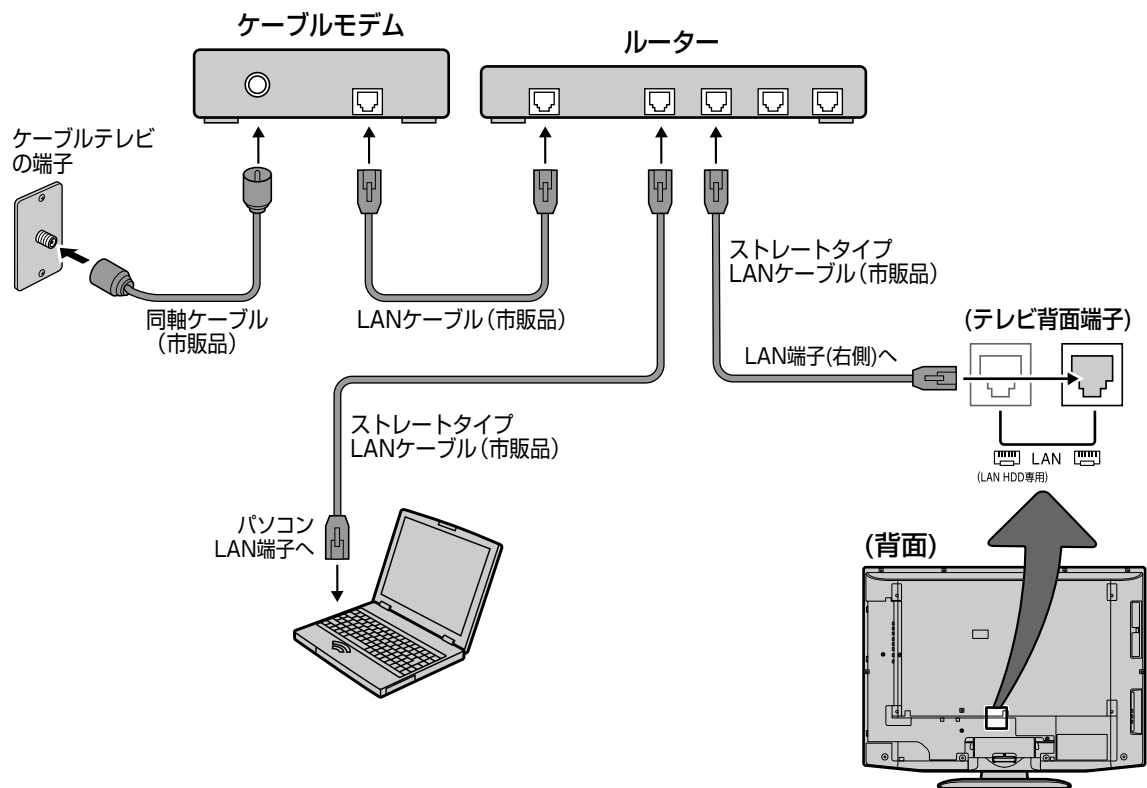 ケーブルモデム
ルーター
ケーブルテレビ
の端子
同軸ケーブル
（市販品）
LANケーブル（市販品）
ストレートタイプ
LANケーブル（市販品）
(テレビ背面端子)
LAN端子(右側)へ
LAN
(LAN HDD専用)
ストレートタイプ
LANケーブル（市販品）
パソコン
LAN端子へ
(背面)